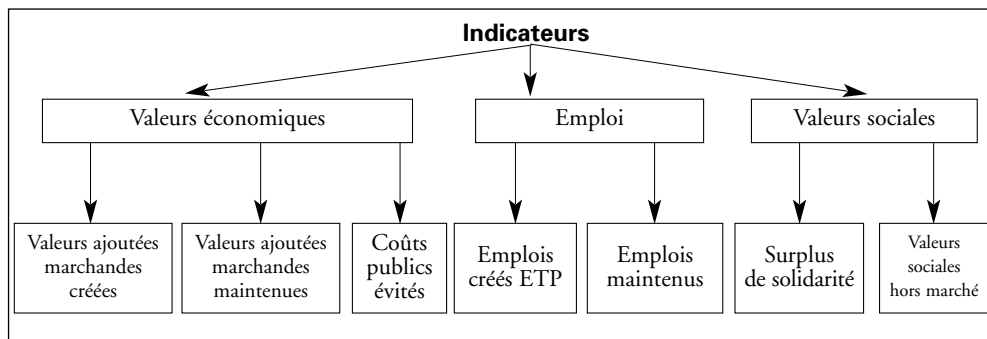 Indicateurs
Valeurs économiques
Emploi
Valeurs sociales
Valeurs ajoutées
marchandes
créées
Valeurs ajoutées
marchandes
maintenues
Coûts
publics
évités
Emplois
créés ETP
Emplois
maintenus
Surplus
de solidarité
Valeurs
sociales
hors marché